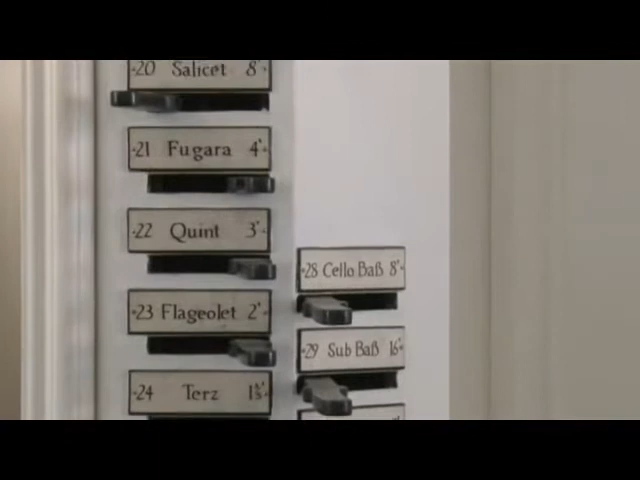 20 Salicet 8'
21 Fugara 4'
22 Quint 3'
23 Flageolet 2'
24 Terz 1⅗'
28 Cello Baß 8'
29 Sub Baß 16'